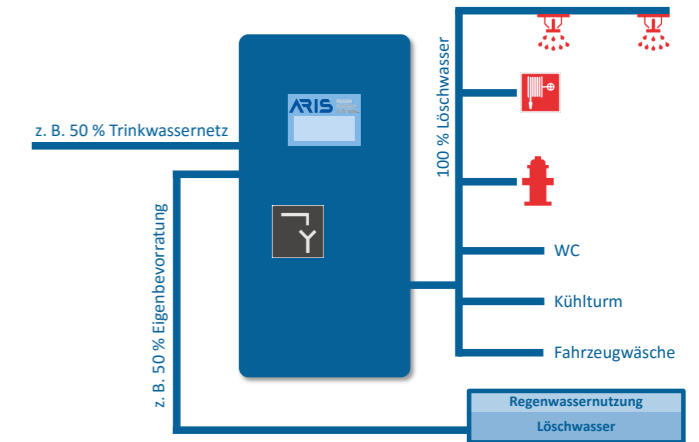 ARIS
z. B. 50 % Trinkwassernetz
z. B. 50 % Eigenbevorratung
100 % Löschwasser
WC
Kühlturm
Fahrzeugwäsche
Regenwassernutzung
Löschwasser